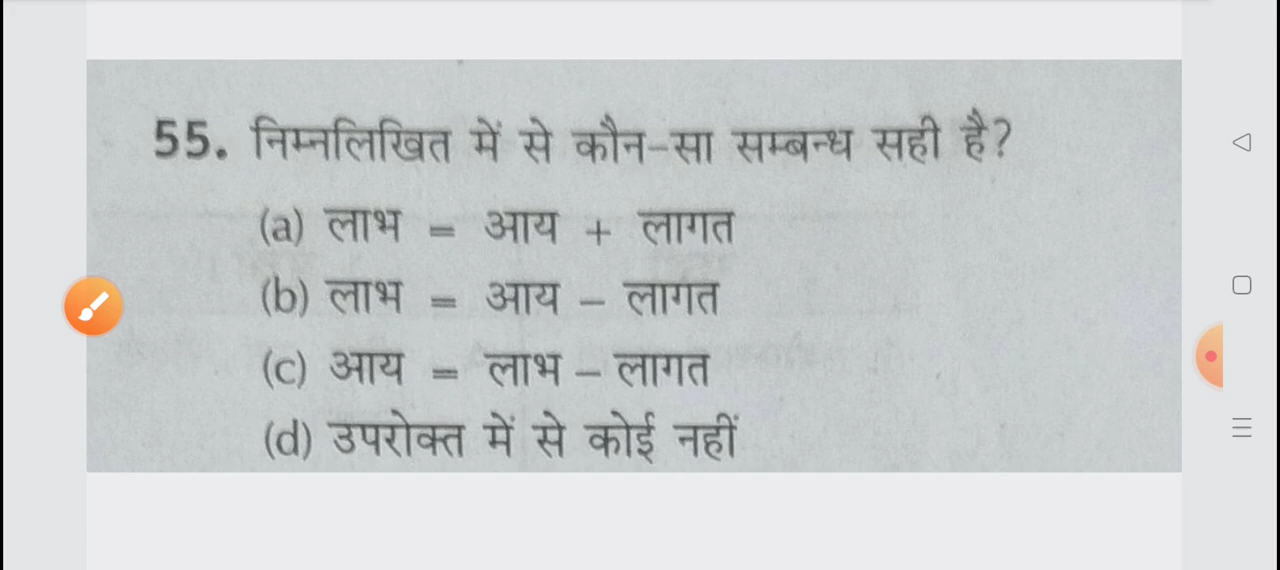 55. निम्नलिखित में से कौन-सा सम्बन्ध सही है?
(a) लाभ = आय + लागत
(b) लाभ = आय – लागत
(c) आय = लाभ – लागत
(d) उपरोक्त में से कोई नहीं